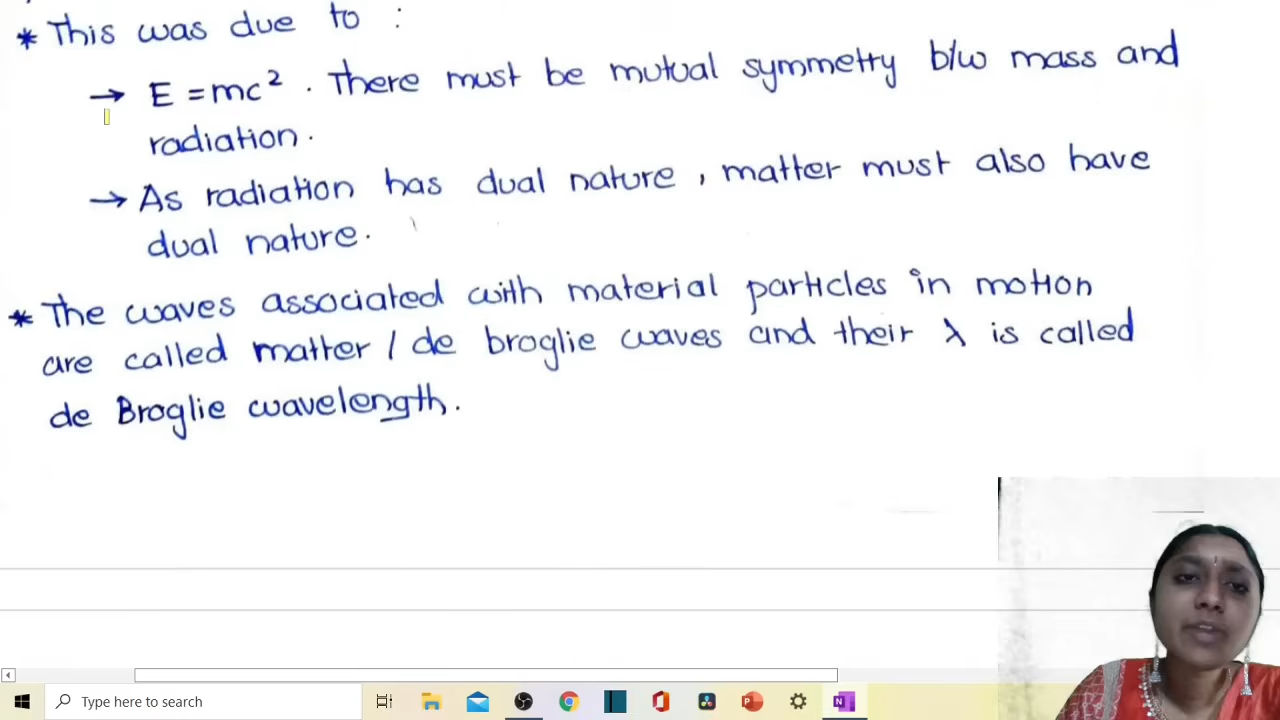 * This was due to :
→ E = mc². There must be mutual symmetry b/w mass and
radiation.
→ As radiation has dual nature, matter must also have
dual nature.
* The waves associated with material particles in motion
are called matter / de broglie waves and their λ is called
de Broglie wavelength.
Type here to search